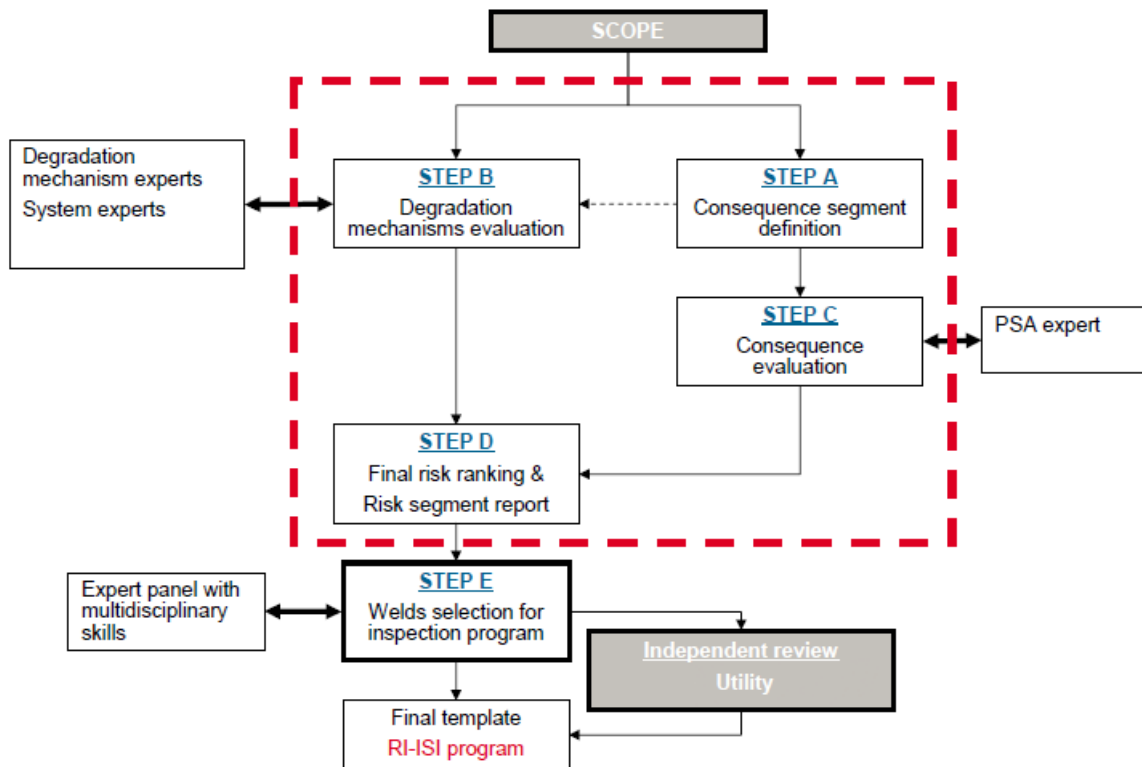 SCOPE
Degradation
mechanism experts
System experts
STEP B
Degradation
mechanisms evaluation
STEP A
Consequence segment
definition
STEP C
Consequence
evaluation
PSA expert
STEP D
Final risk ranking &
Risk segment report
Expert panel with
multidisciplinary
skills
STEP E
Welds selection for
inspection program
Independent review
Utility
Final template
RI-ISI program